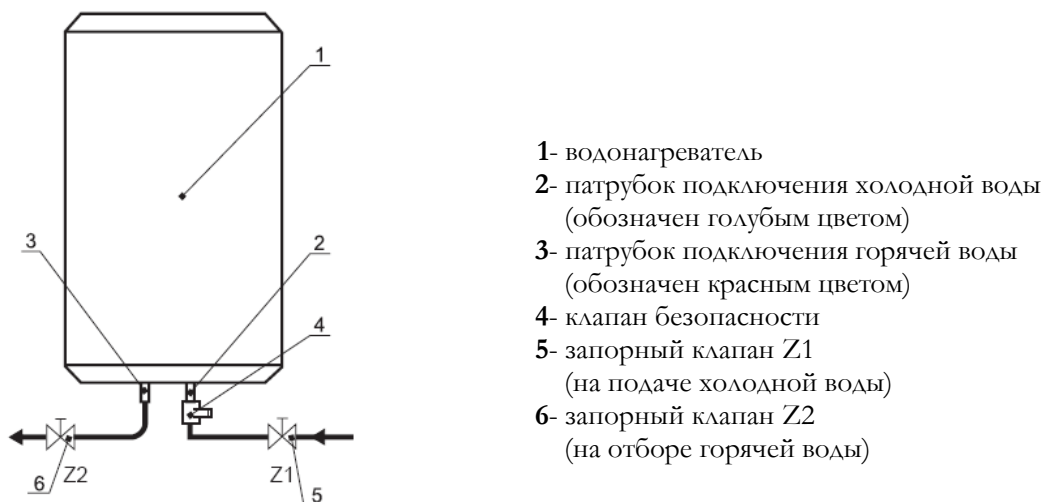 1
3
2
4
6
Z2
Z1
5
1- водонагреватель
2- патрубок подключения холодной воды
(обозначен голубым цветом)
3- патрубок подключения горячей воды
(обозначен красным цветом)
4- клапан безопасности
5- запорный клапан Z1
(на подаче холодной воды)
6- запорный клапан Z2
(на отборе горячей воды)